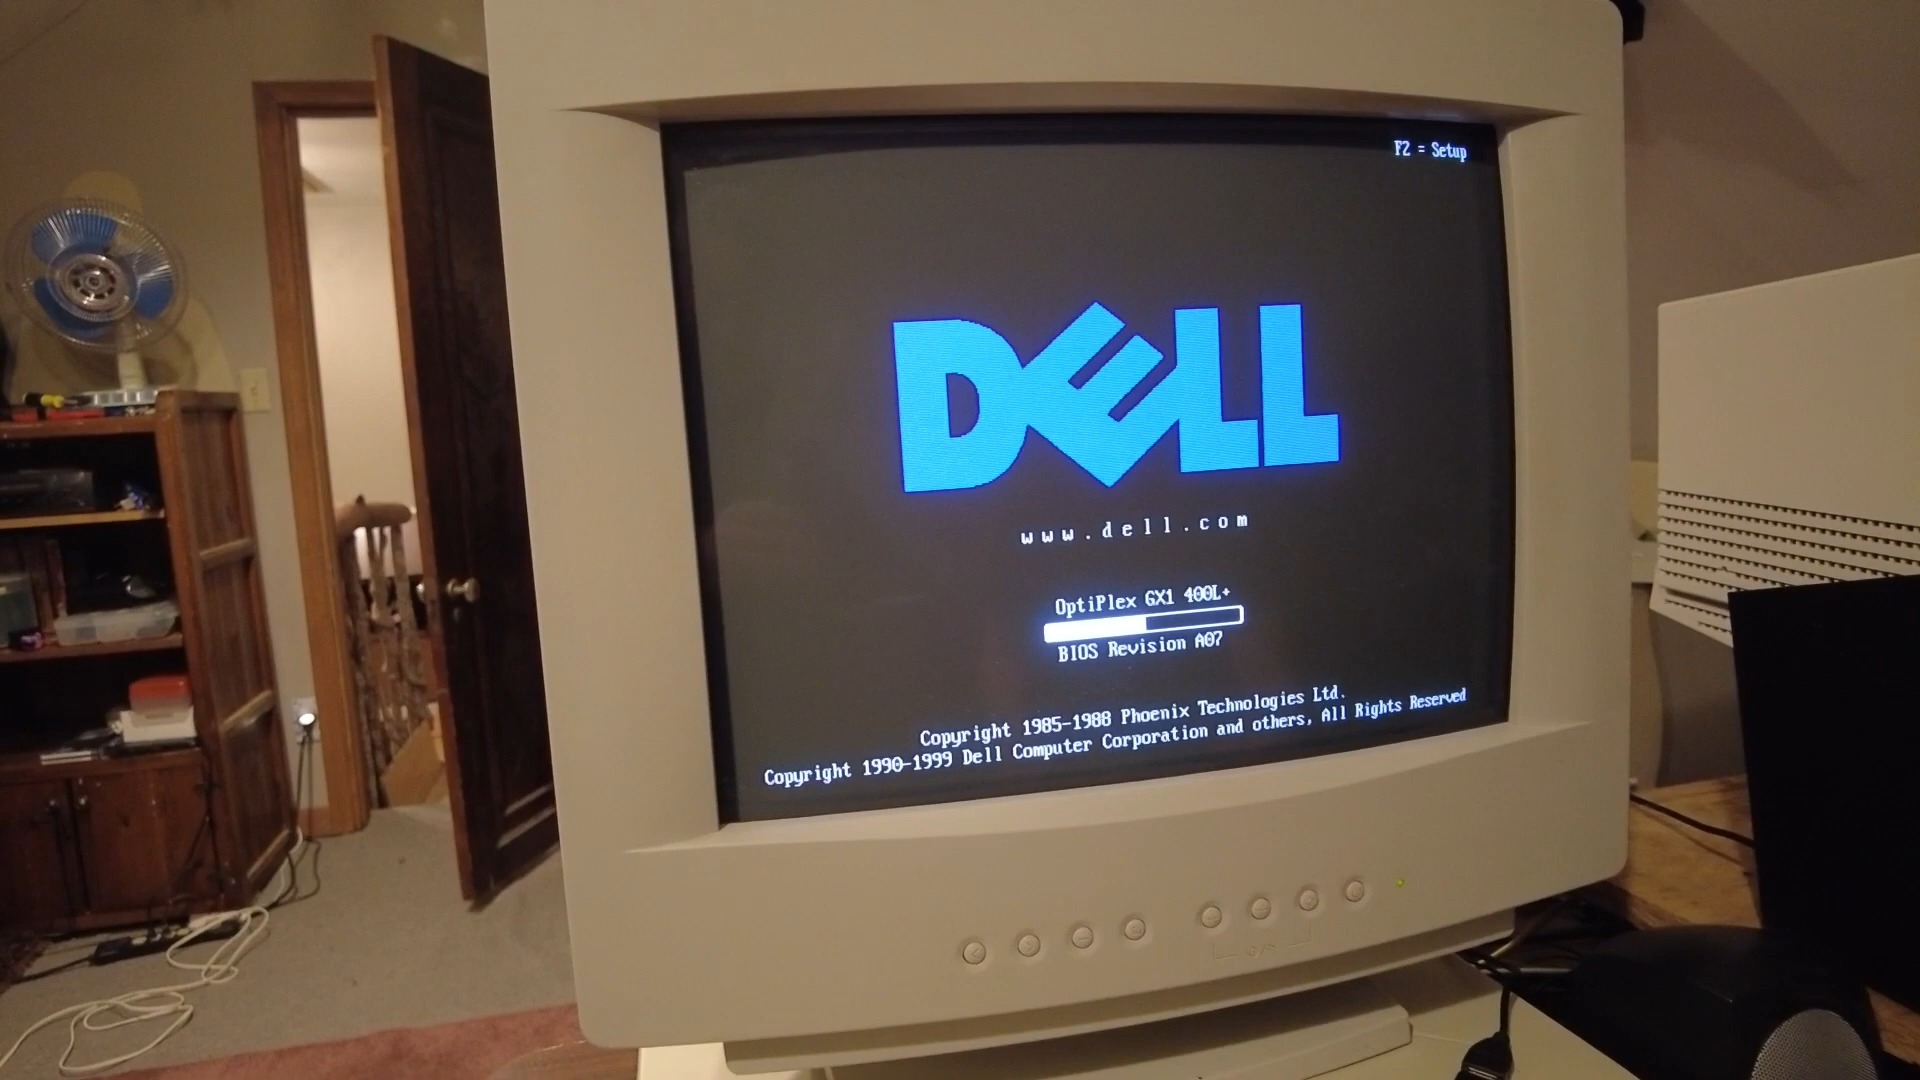 F2 = Setup
DELL
www.dell.com
OptiPlex GX1 400L+
BIOS Revision A07
Copyright 1985-1988 Phoenix Technologies Ltd.
Copyright 1990-1999 Dell Computer Corporation and others, All Rights Reserved